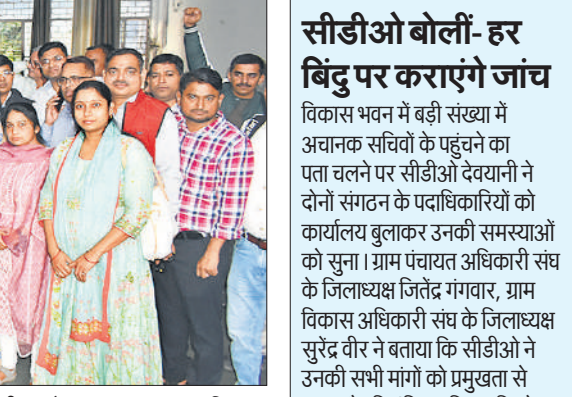 सीडीओ बोलीं- हर
बिंदु पर कराएंगे जांच
विकास भवन में बड़ी संख्या में
अचानक सचिवों के पहुंचने का
पता चलने पर सीडीओ देवयानी ने
दोनों संगठन के पदाधिकारियों को
कार्यालय बुलाकर उनकी समस्याओं
को सुना। ग्राम पंचायत अधिकारी संघ
के जिलाध्यक्ष जितेंद्र गंगवार, ग्राम
विकास अधिकारी संघ के जिलाध्यक्ष
सुरेंद्र वीर ने बताया कि सीडीओ ने
उनकी सभी मांगों को प्रमुखता से